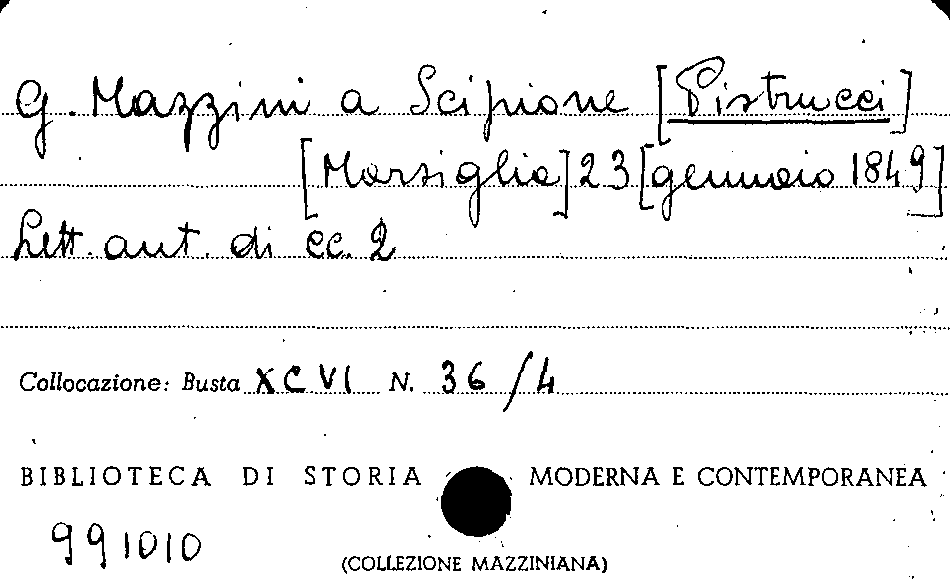 G. Mazzini a Scipione [Pistrucci]
[Marsiglia] 23 [gennaio 1849]
Lett. aut. di cc. 2
Collocazione: Busta XCVI N. 36/4
BIBLIOTECA DI STORIA MODERNA E CONTEMPORANEA
991010
(COLLEZIONE MAZZINIANA)